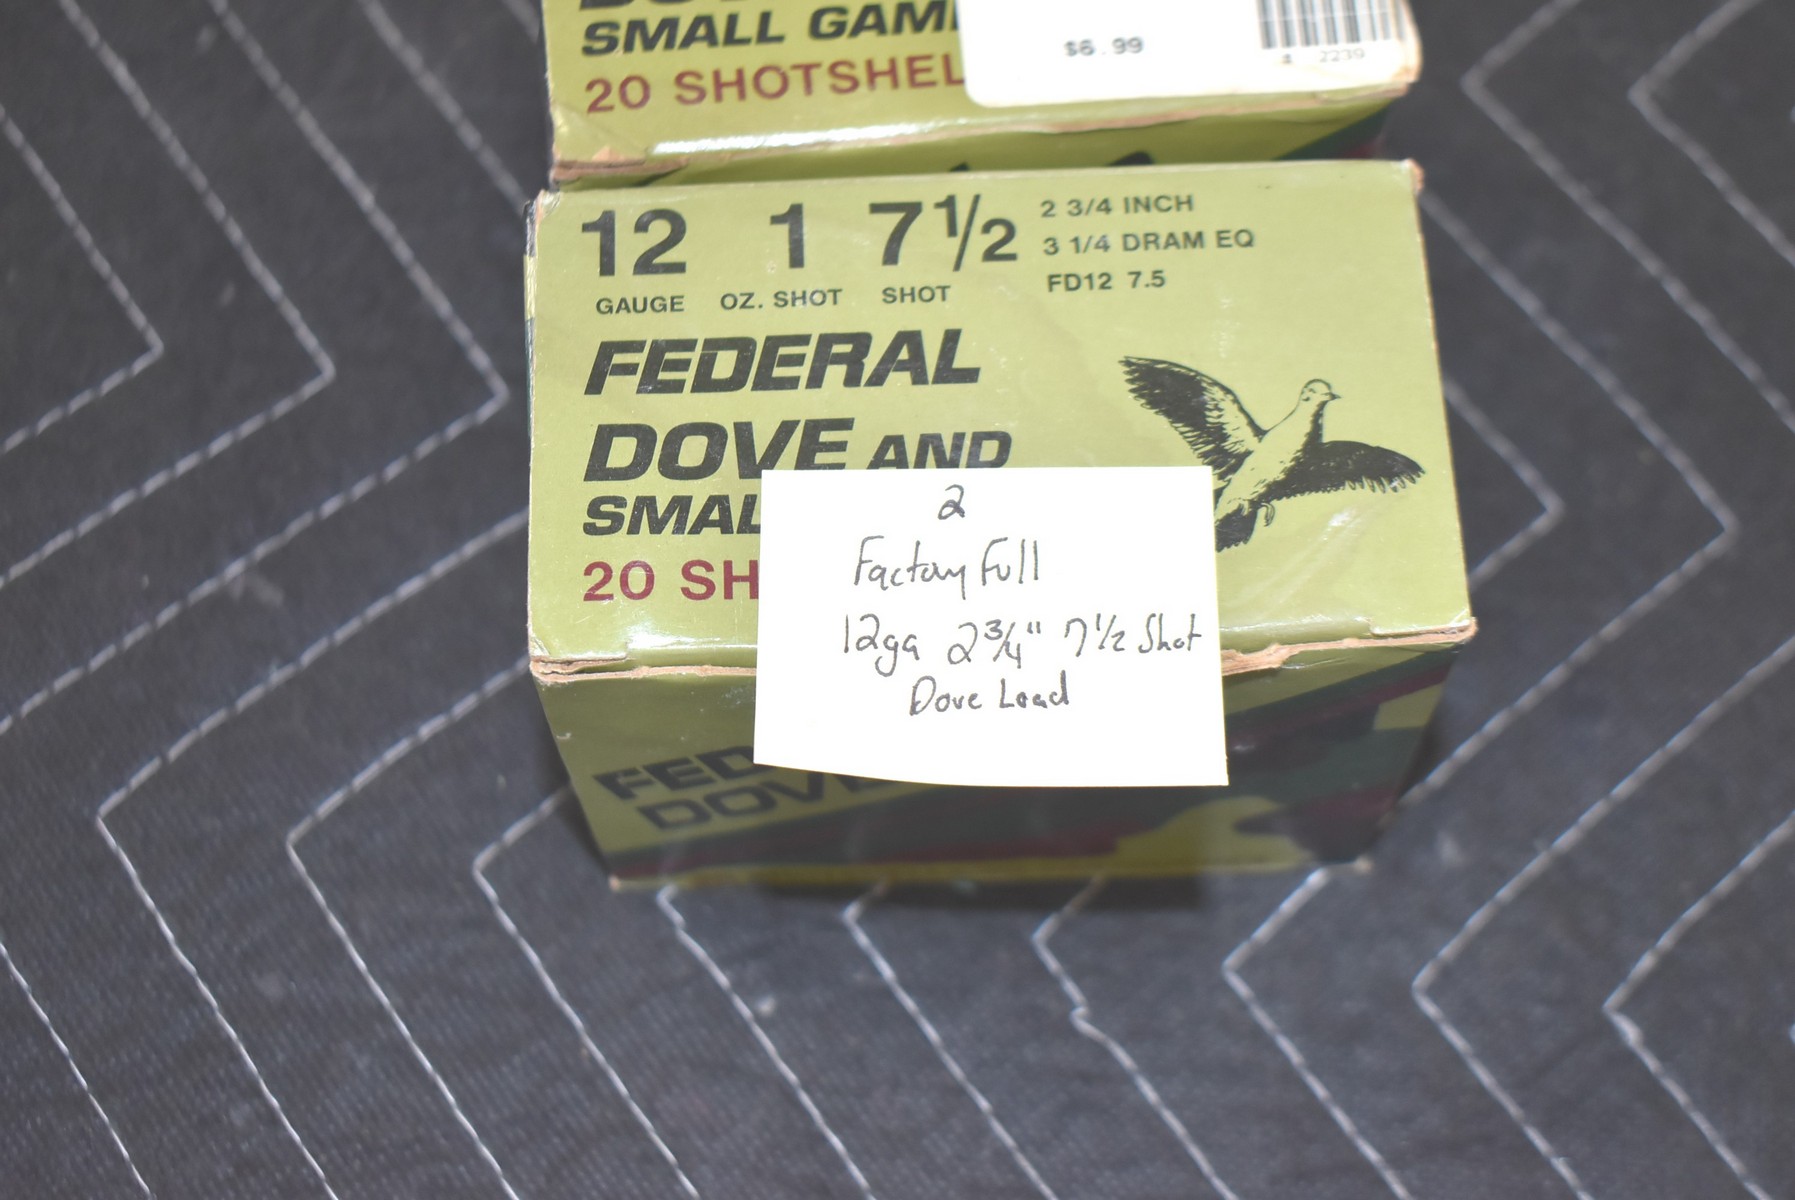 SMALL GAM
$6.99
2239
20 SHOTSHEL
12 1 7 1/2
GAUGE OZ. SHOT SHOT
2 3/4 INCH
3 1/4 DRAM EQ
FD12 7.5
FEDERAL
DOVE AND
SMAL
20 SH
2
Factory Full
12ga 2 3/4" 7 1/2 Shot
Dove Load
FED
DOVE